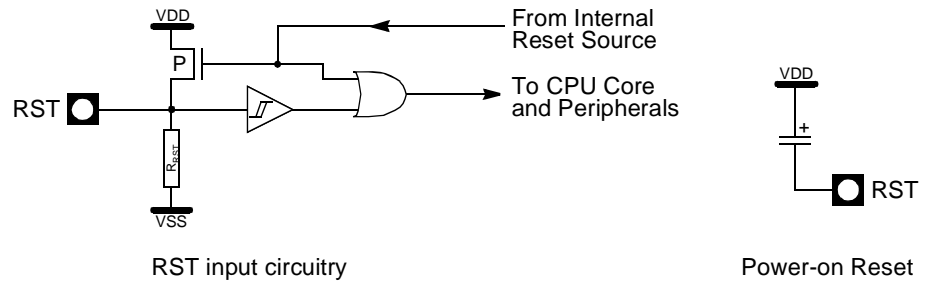 VDD
From Internal
Reset Source
P
To CPU Core
and Peripherals
RST
RRST
VSS
VDD
+
RST
RST input circuitry
Power-on Reset